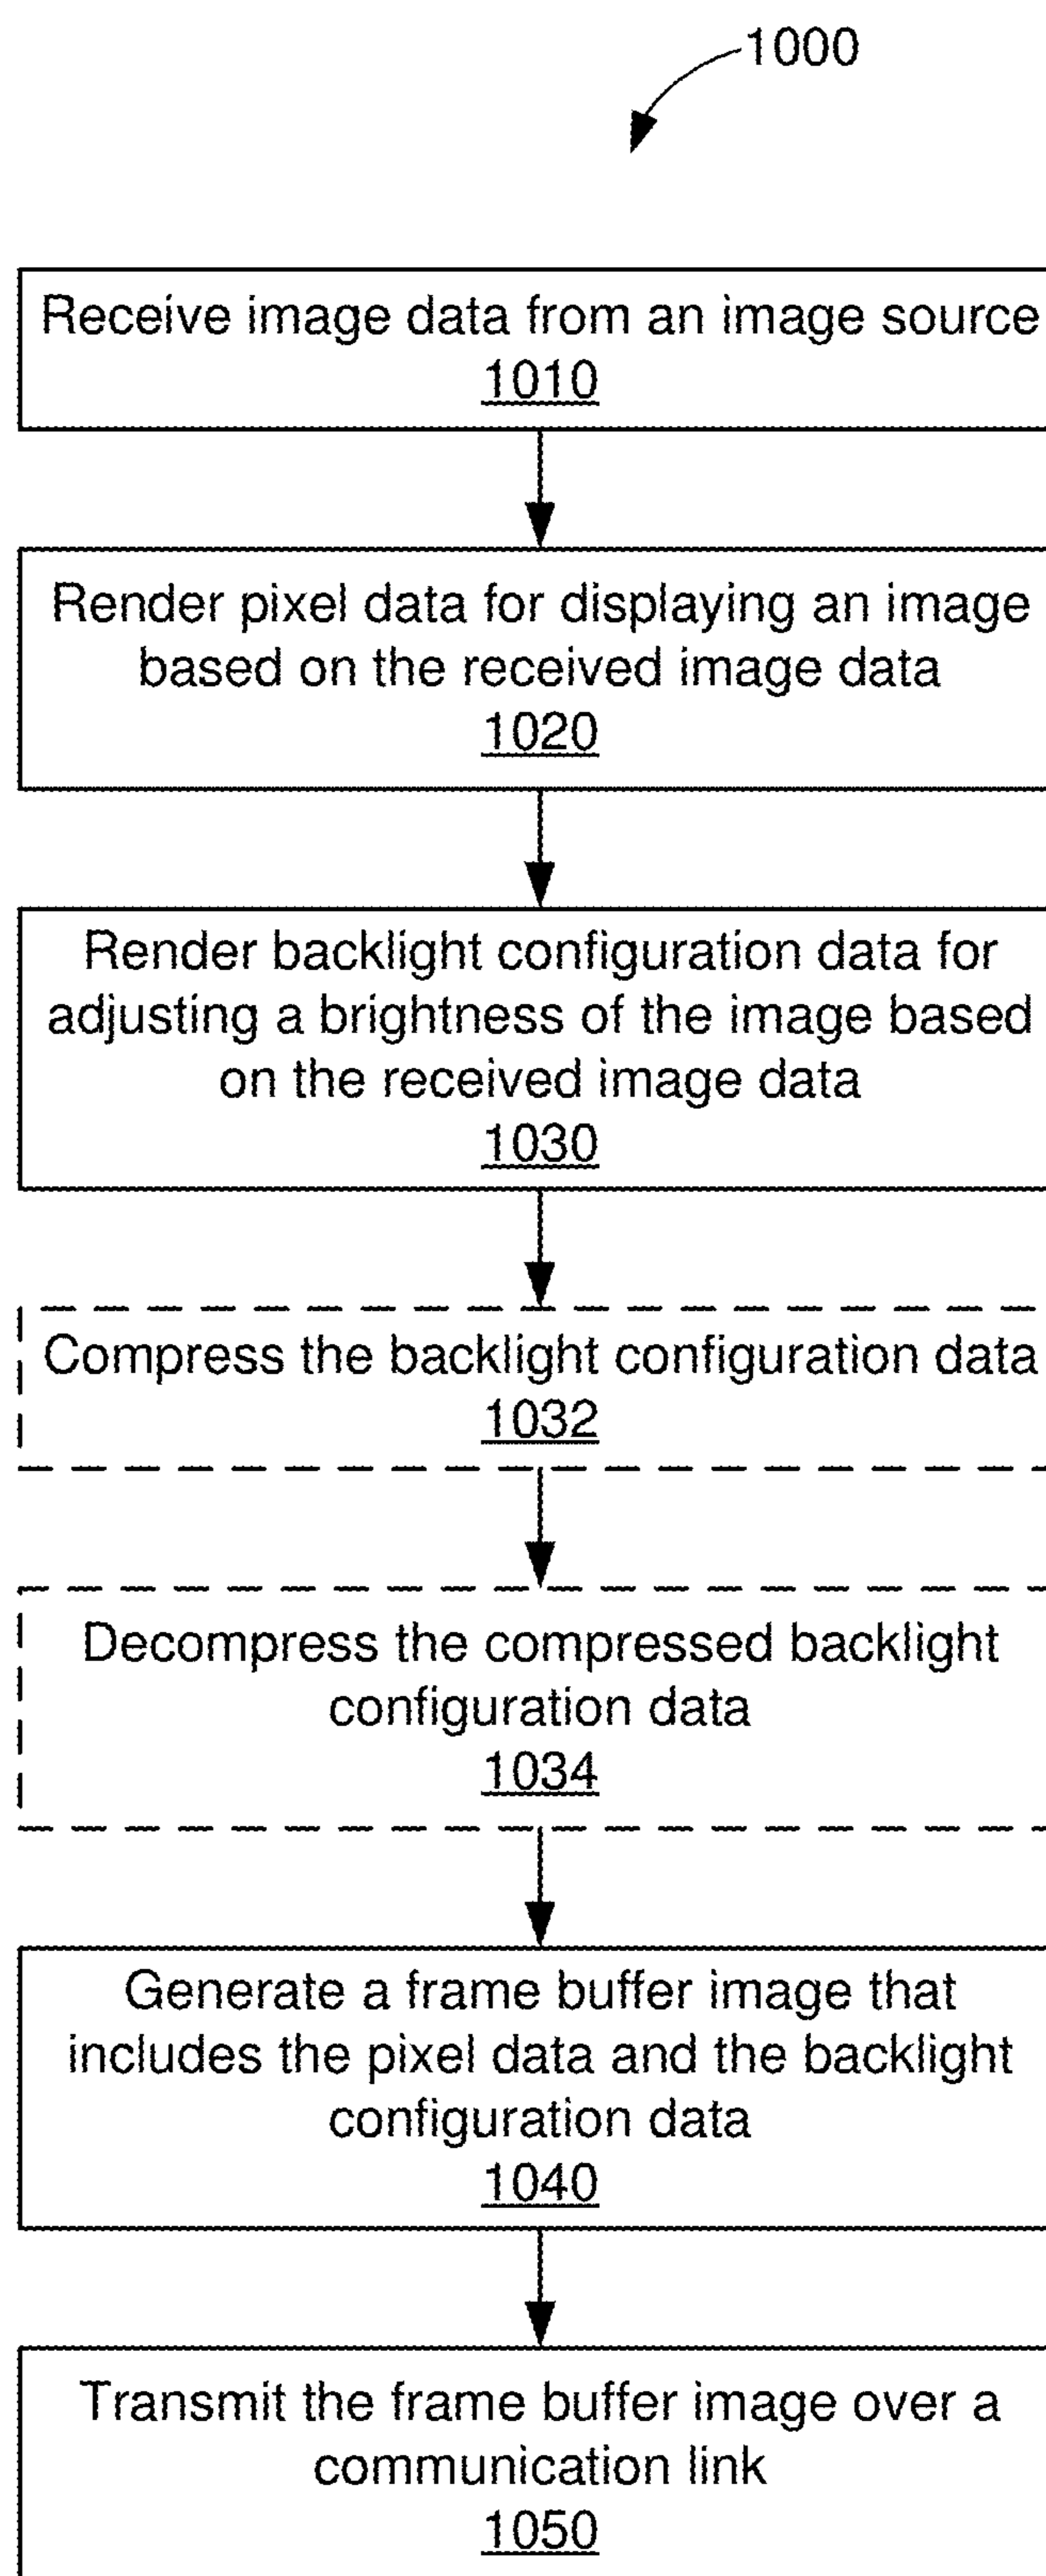 1000
Receive image data from an image source
1010
Render pixel data for displaying an image
based on the received image data
1020
Render backlight configuration data for
adjusting a brightness of the image based
on the received image data
1030
Compress the backlight configuration data
1032
Decompress the compressed backlight
configuration data
1034
Generate a frame buffer image that
includes the pixel data and the backlight
configuration data
1040
Transmit the frame buffer image over a
communication link
1050